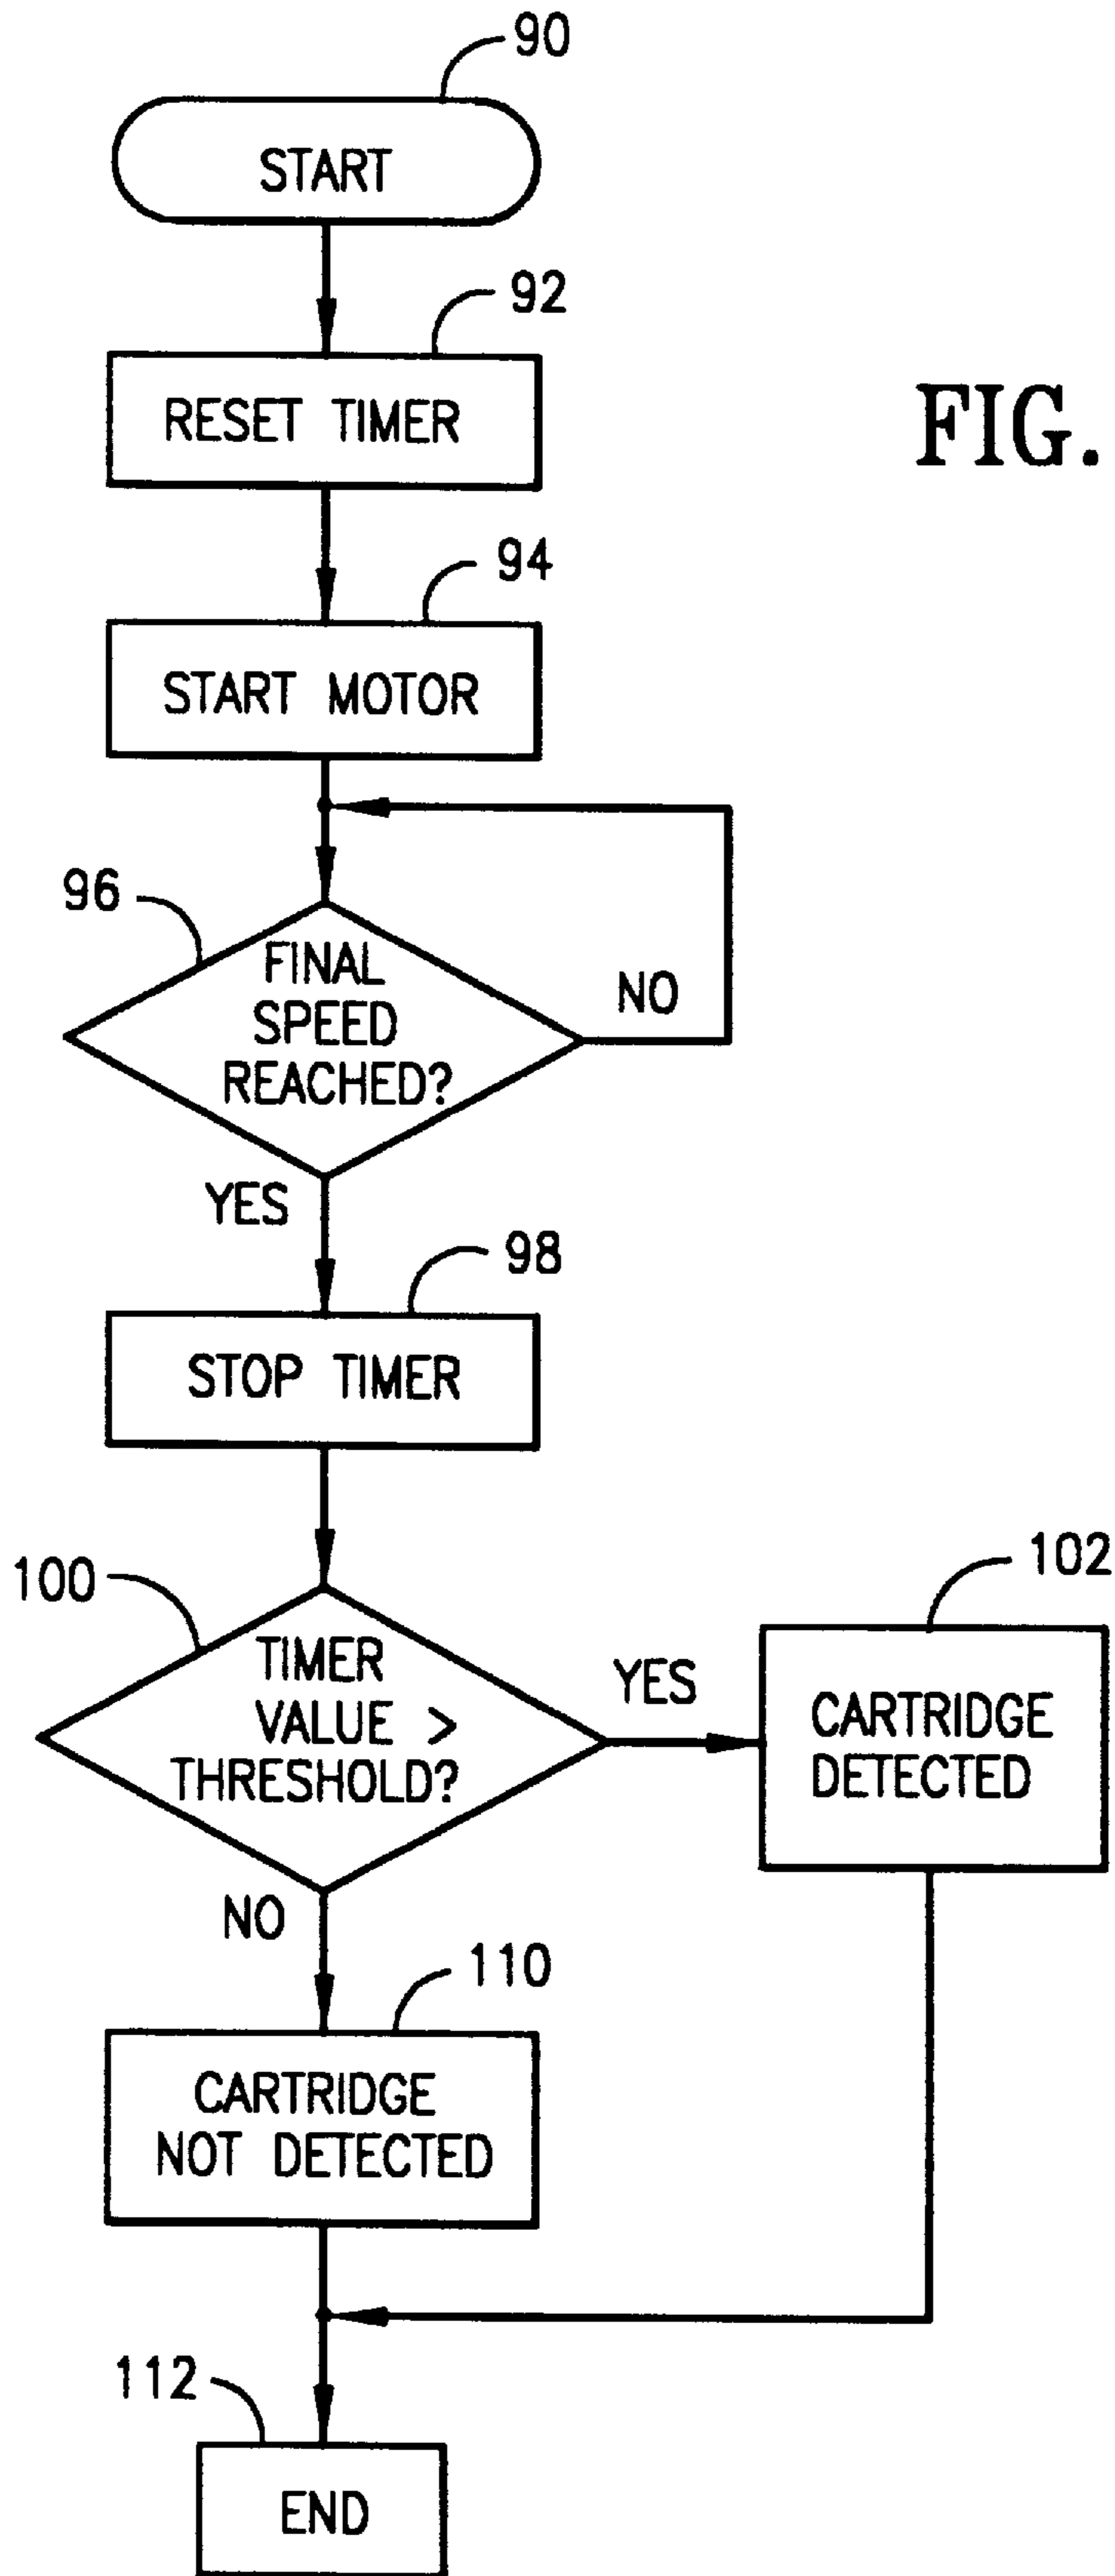 90
START
92
RESET TIMER
FIG.
94
START MOTOR
96
FINAL
SPEED
REACHED?
NO
YES
98
STOP TIMER
100
TIMER
VALUE >
THRESHOLD?
YES
102
CARTRIDGE
DETECTED
NO
110
CARTRIDGE
NOT DETECTED
112
END